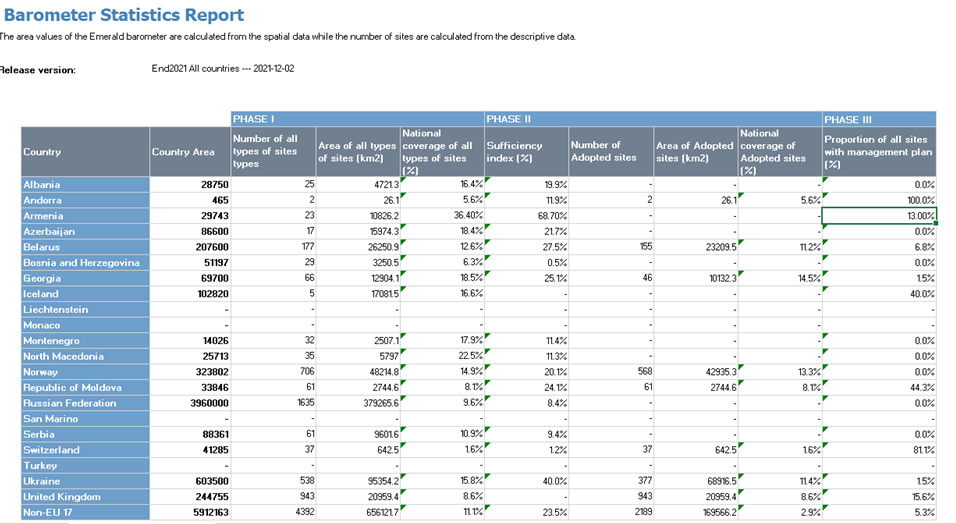 Barometer Statistics Report
The area values of the Emerald barometer are calculated from the spatial data while the number of sites are calculated from the descriptive data.
Release version: End2021 All countries --- 2021-12-02
PHASE I PHASE II PHASE III
Country Country Area Number of all types of sites types Area of all types of sites (km2) National coverage of all types of sites (%) Sufficiency index (%) Number of Adopted sites Area of Adopted sites (km2) National coverage of Adopted sites (%) Proportion of all sites with management plan (%)
Albania 28750 25 4721.3 16.4% 19.9% - - - 0.0%
Andorra 465 2 26.1 5.6% 11.9% 2 26.1 5.6% 100.0%
Armenia 29743 23 10826.2 36.40% 68.70% - - - 13.00%
Azerbaijan 86600 17 15974.3 18.4% 21.7% - - - 0.0%
Belarus 207600 177 26250.9 12.6% 27.5% 155 23209.5 11.2% 6.8%
Bosnia and Herzegovina 51197 29 3250.5 6.3% 0.5% - - - 0.0%
Georgia 69700 66 12904.1 18.5% 25.1% 46 10132.3 14.5% 1.5%
Iceland 102820 5 17081.5 16.6% - - - - 40.0%
Liechtenstein - - - - - - - - -
Monaco - - - - - - - - -
Montenegro 14026 32 2507.1 17.9% 11.4% - - - 0.0%
North Macedonia 25713 35 5797 22.5% 11.3% - - - 0.0%
Norway 323802 706 48214.8 14.9% 20.1% 568 42935.3 13.3% 0.0%
Republic of Moldova 33846 61 2744.6 8.1% 24.1% 61 2744.6 8.1% 44.3%
Russian Federation 3960000 1635 379265.6 9.6% 8.4% - - - 0.0%
San Marino - - - - - - - - -
Serbia 88361 61 9601.6 10.9% 9.4% - - - 0.0%
Switzerland 41285 37 642.5 1.6% 1.2% 37 642.5 1.6% 81.1%
Turkey - - - - - - - - -
Ukraine 603500 538 95354.2 15.8% 40.0% 377 68916.5 11.4% 1.5%
United Kingdom 244755 943 20959.4 8.6% - 943 20959.4 8.6% 15.6%
Non-EU 17 5912163 4392 656121.7 11.1% 23.5% 2189 169566.2 2.9% 5.3%